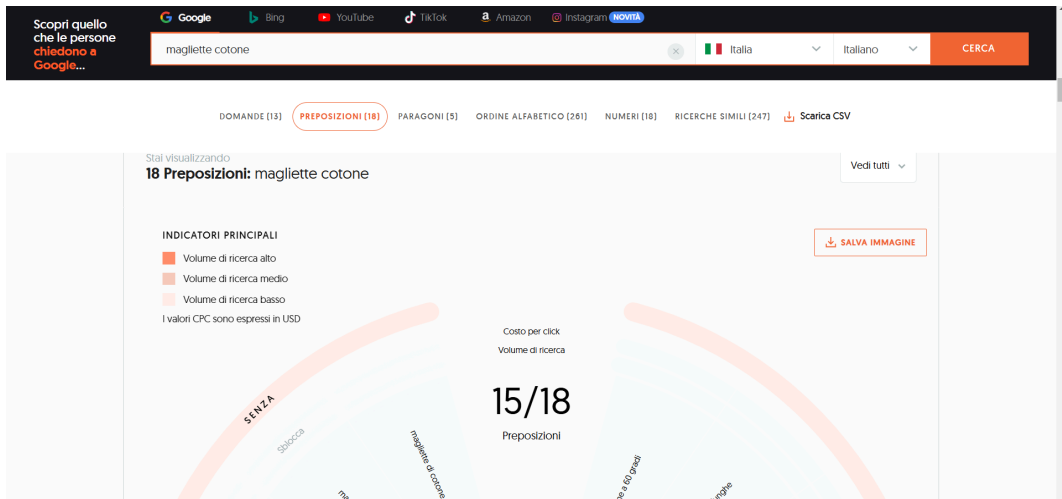 Scopri quello
che le persone
chiedono a
Google...
Google
Bing
YouTube
TikTok
Amazon
Instagram NOVITÀ
magliette cotone
Italia
Italiano
CERCA
DOMANDE [13]
PREPOSIZIONI [18]
PARAGONI [5]
ORDINE ALFABETICO [261]
NUMERI [18]
RICERCHE SIMILI [247]
Scarica CSV
Stai visualizzando
18 Preposizioni: magliette cotone
Vedi tutti
INDICATORI PRINCIPALI
SALVA IMMAGINE
Volume di ricerca alto
Volume di ricerca medio
Volume di ricerca basso
I valori CPC sono espressi in USD
Costo per click
Volume di ricerca
15/18
Preposizioni
SENZA
Sblocca
magliette di cotone
e a 60 gradi